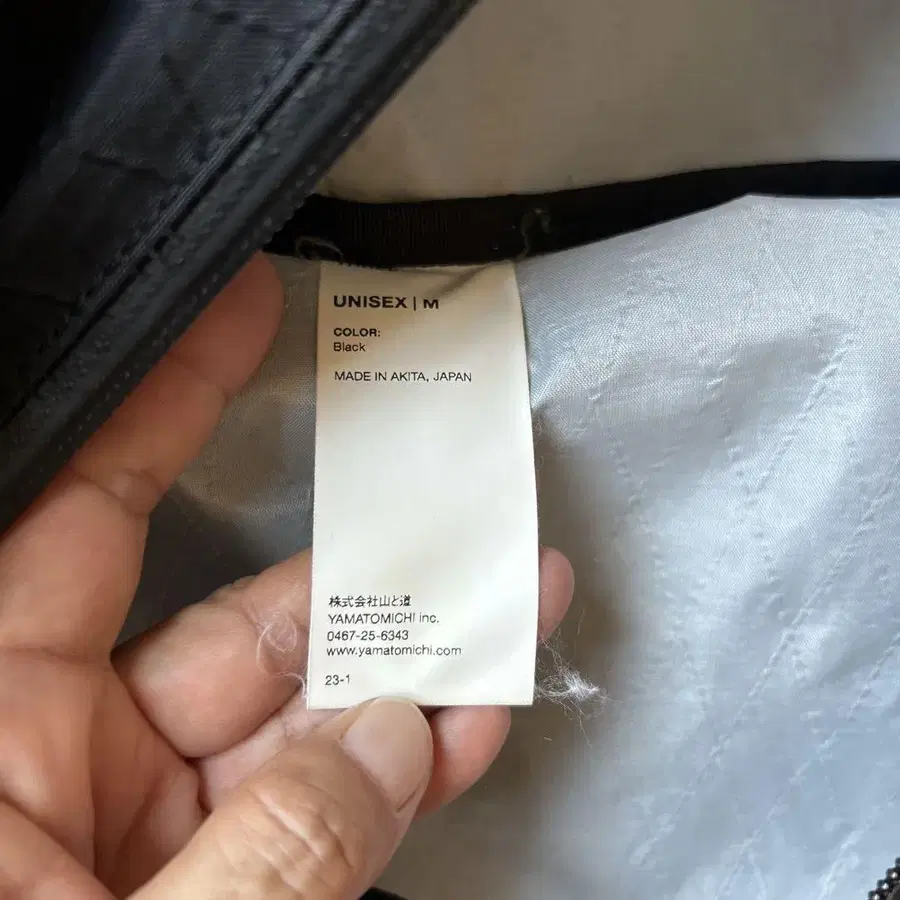 UNISEX | M
COLOR:
Black
MADE IN AKITA, JAPAN
株式会社山と道
YAMATOMICHI inc.
0467-25-6343
www.yamatomichi.com
23-1